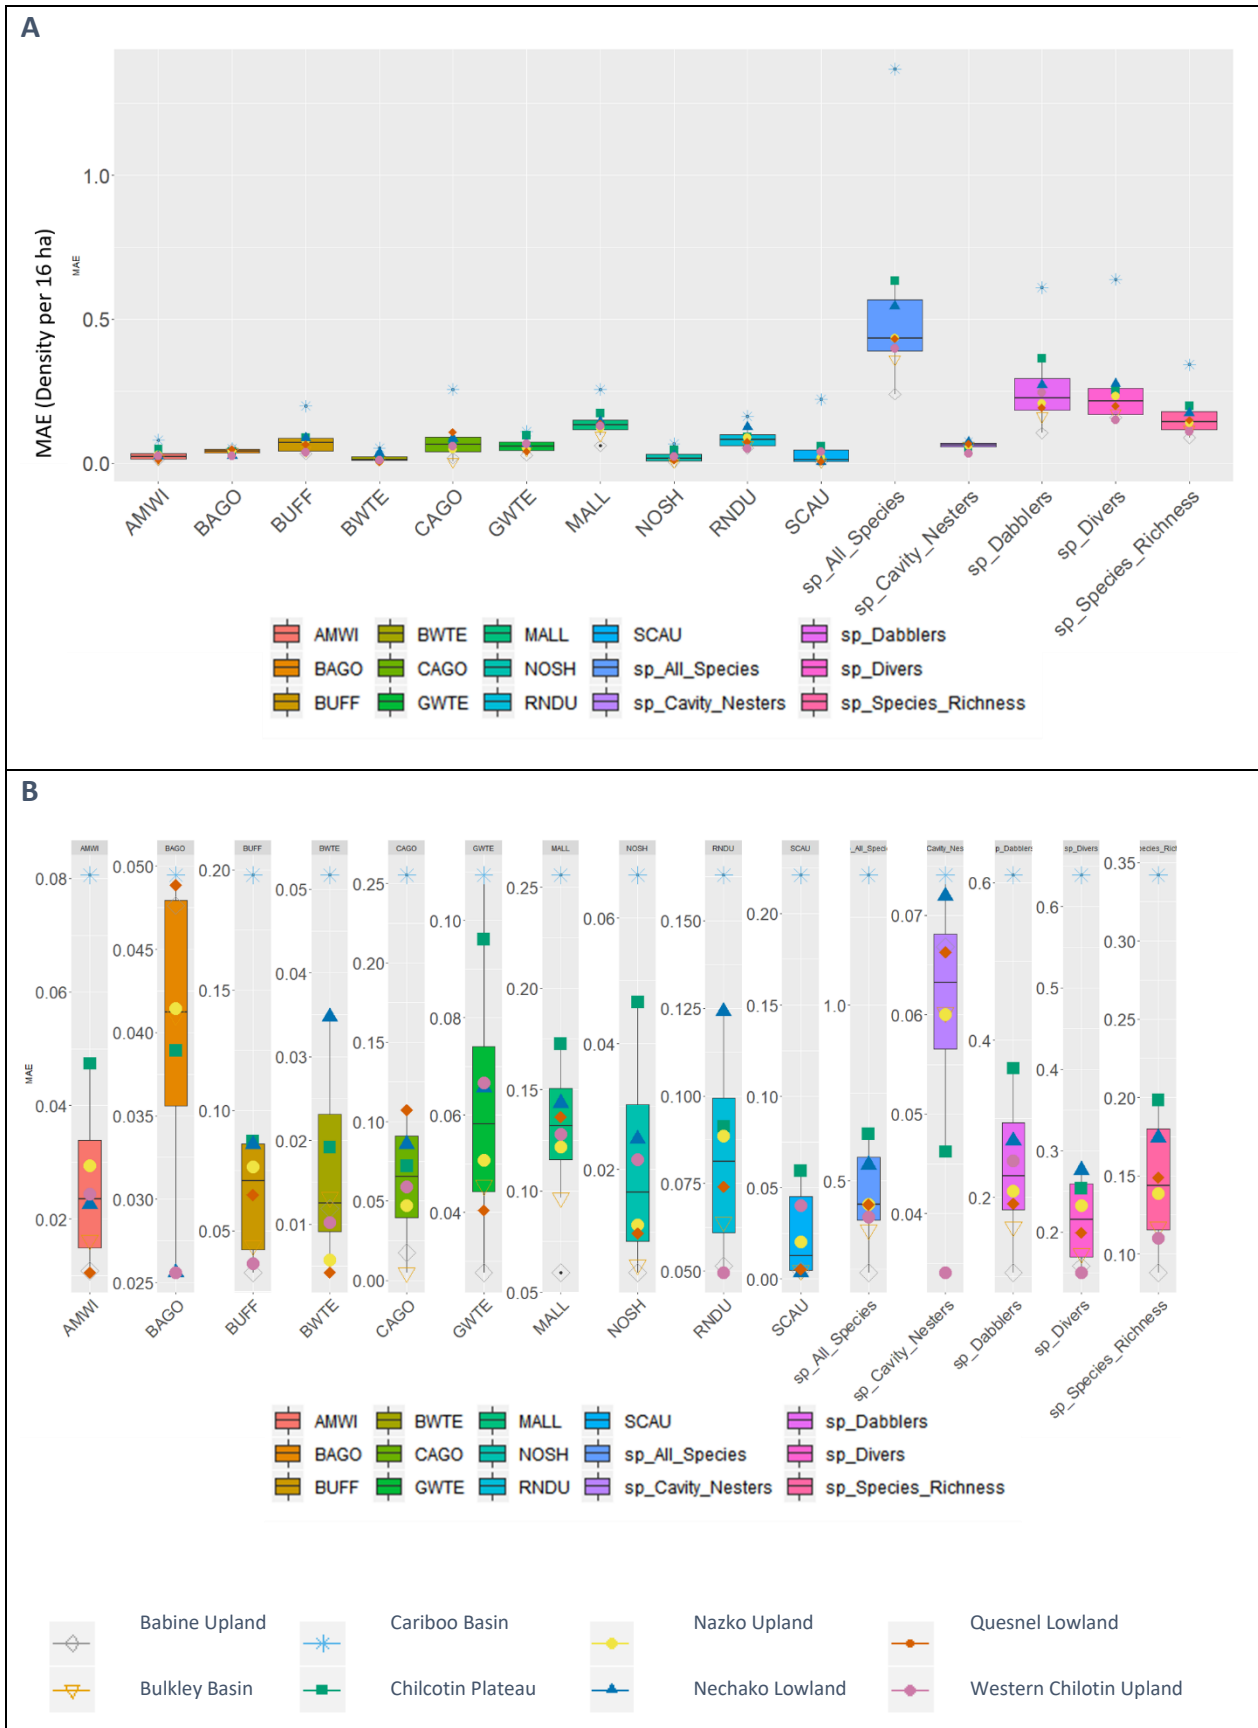 A
MAE (Density per 16 ha)
MAE
1.0
0.5
0.0
AMWI BAGO BUFF BWTE CAGO GWTE MALL NOSH RNDU SCAU sp_All_Species sp_Cavity_Nesters sp_Dabblers sp_Divers sp_Species_Richness
AMWI BWTE MALL SCAU sp_Dabblers
BAGO CAGO NOSH sp_All_Species sp_Divers
BUFF GWTE RNDU sp_Cavity_Nesters sp_Species_Richness
B
MAE
AMWI BAGO BUFF BWTE CAGO GWTE MALL NOSH RNDU SCAU _All_Speci Cavity_Nes p_Dabblers sp_Divers pecies_Rich
0.08 0.06 0.04 0.02
0.050 0.045 0.040 0.035 0.030 0.025
0.20 0.15 0.10 0.05
0.05 0.04 0.03 0.02 0.01
0.25 0.20 0.15 0.10 0.05 0.00
0.10 0.08 0.06 0.04
0.25 0.20 0.15 0.10 0.05
0.06 0.04 0.02
0.150 0.125 0.100 0.075 0.050
0.20 0.15 0.10 0.05 0.00
1.0 0.5
0.07 0.06 0.05 0.04
0.6 0.4 0.2
0.6 0.5 0.4 0.3 0.2
0.35 0.30 0.25 0.20 0.15 0.10
AMWI BAGO BUFF BWTE CAGO GWTE MALL NOSH RNDU SCAU sp_All_Species sp_Cavity_Nesters sp_Dabblers sp_Divers sp_Species_Richness
AMWI BWTE MALL SCAU sp_Dabblers
BAGO CAGO NOSH sp_All_Species sp_Divers
BUFF GWTE RNDU sp_Cavity_Nesters sp_Species_Richness
Babine Upland Cariboo Basin Nazko Upland Quesnel Lowland
Bulkley Basin Chilcotin Plateau Nechako Lowland Western Chilotin Upland